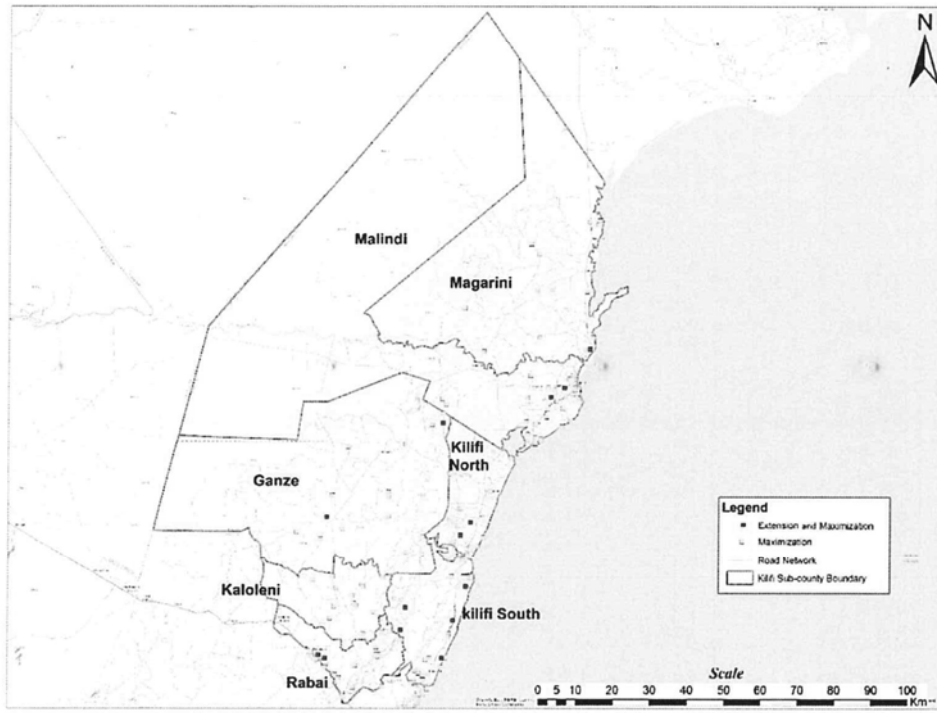 N
Malindi
Magarini
Kilifi
North
Ganze
Kaloleni
kilifi South
Rabai
Legend
Extension and Maximization
Maximization
Road Network
Kilifi Sub-county Boundary
Scale
0 5 10 20 30 40 50 60 70 80 90 100
Km